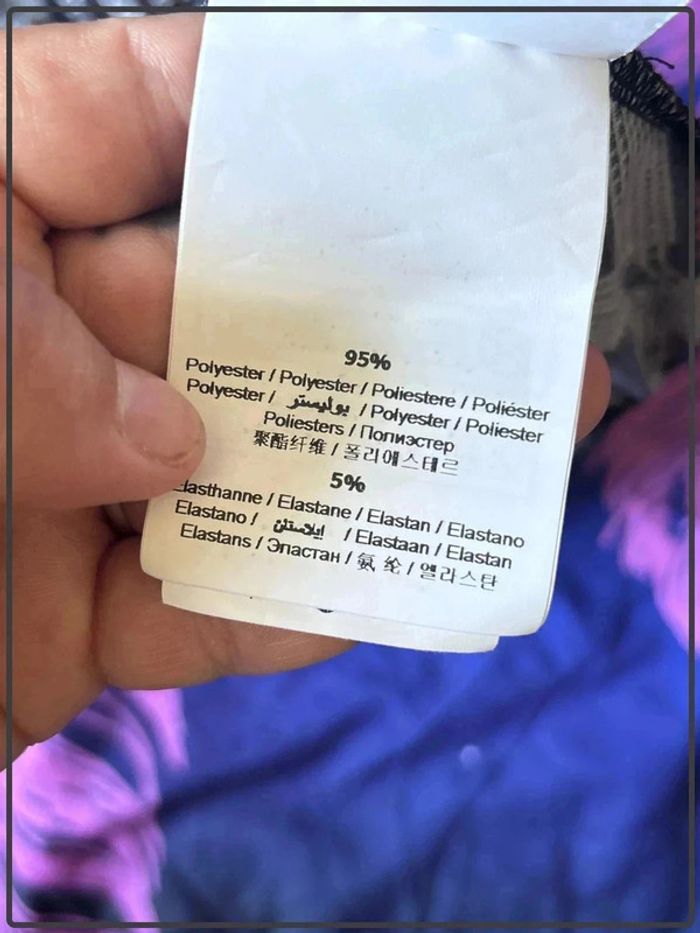 95%
Polyester / Polyester / Poliestere / Poliéster
Polyester / بوليستر / Polyester / Poliester
Poliesters / Полиэстер
聚酯纤维 / 폴리에스테르
5%
Elasthanne / Elastane / Elastan / Elastano
Elastano / إيلاستان / Elastaan / Elastan
Elastans / Эластан / 氨 纶 / 엘라스탄